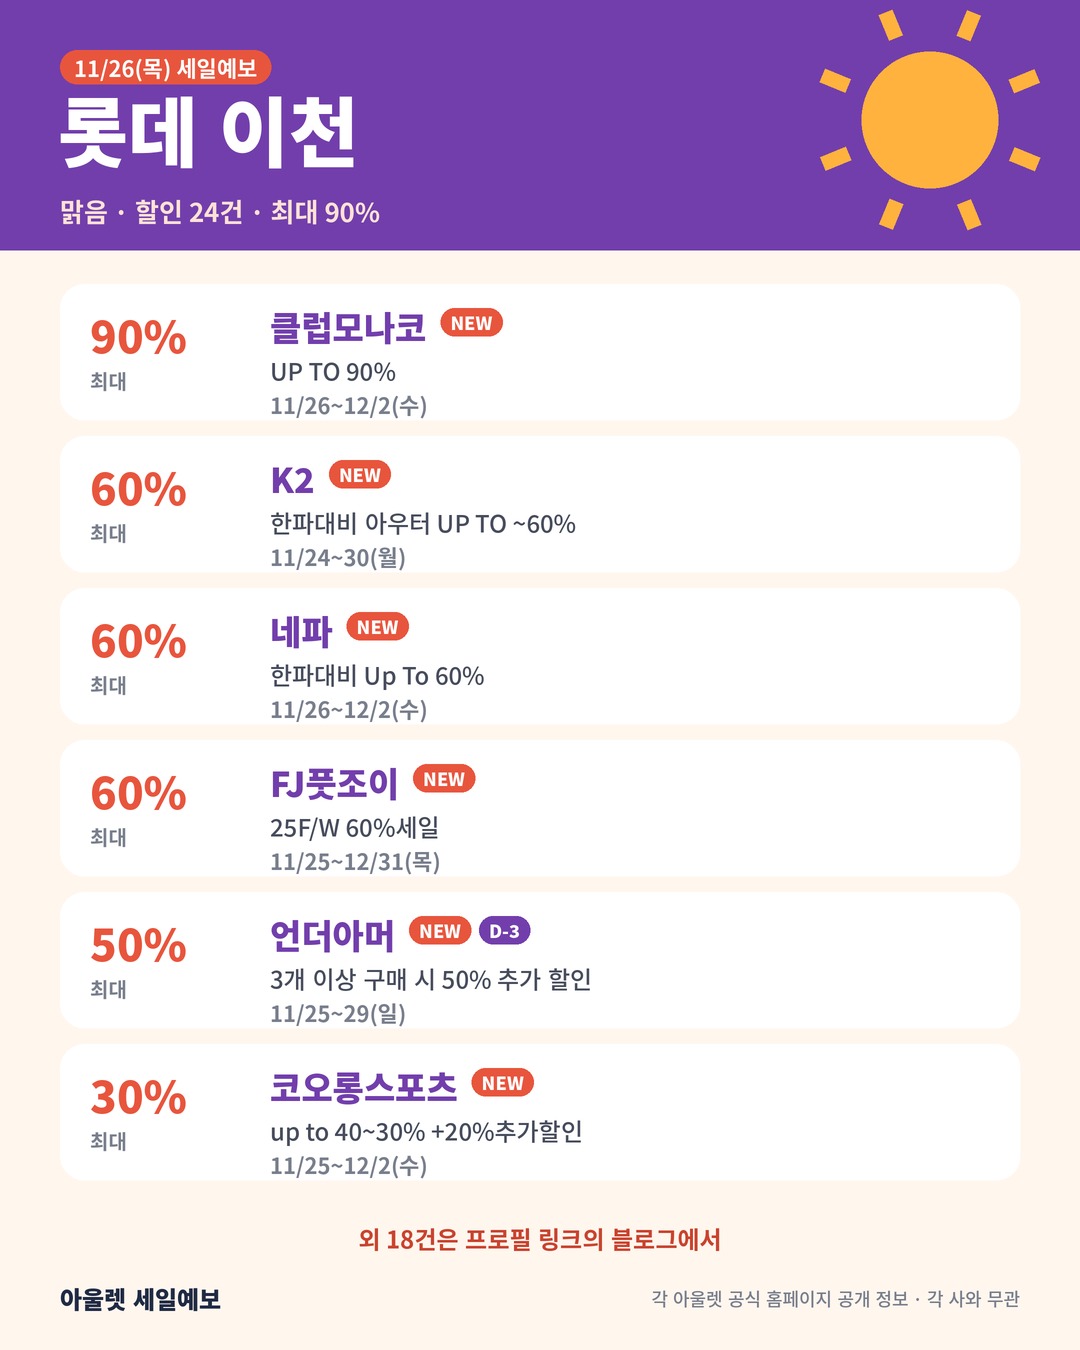 11/26(목) 세일예보
롯데 이천
맑음 · 할인 24건 · 최대 90%
90%
최대
클럽모나코 NEW
UP TO 90%
11/26~12/2(수)
60%
최대
K2 NEW
한파대비 아우터 UP TO ~60%
11/24~30(월)
60%
최대
네파 NEW
한파대비 Up To 60%
11/26~12/2(수)
60%
최대
FJ풋조이 NEW
25F/W 60%세일
11/25~12/31(목)
50%
최대
언더아머 NEW D-3
3개 이상 구매 시 50% 추가 할인
11/25~29(일)
30%
최대
코오롱스포츠 NEW
up to 40~30% +20%추가할인
11/25~12/2(수)
외 18건은 프로필 링크의 블로그에서
아울렛 세일예보
각 아울렛 공식 홈페이지 공개 정보 · 각 사와 무관